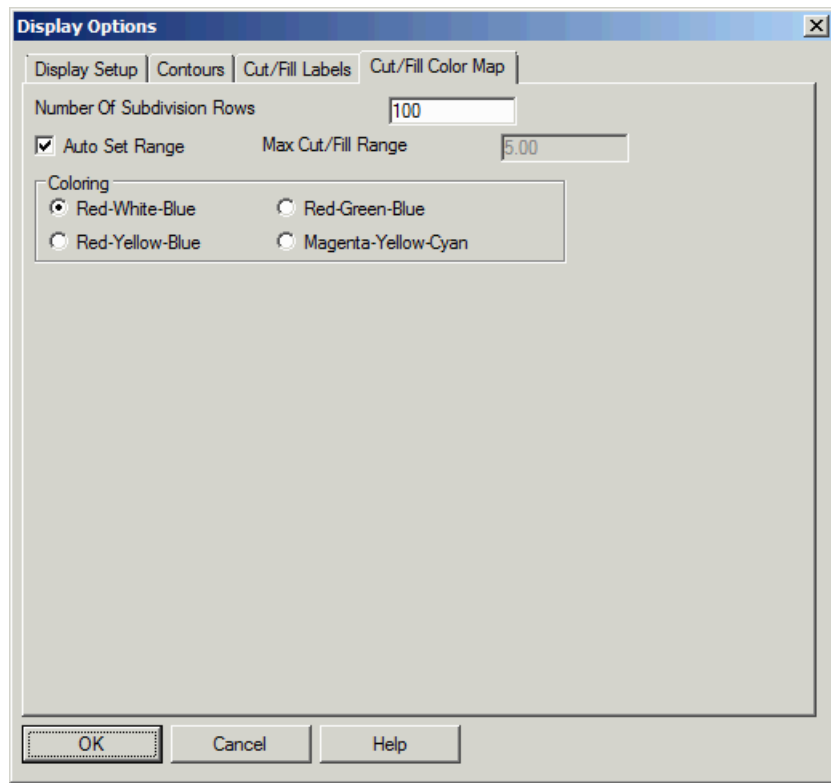 Display Options
Display Setup Contours Cut/Fill Labels Cut/Fill Color Map
Number Of Subdivision Rows 100
Auto Set Range Max Cut/Fill Range 5.00
Coloring
Red-White-Blue Red-Green-Blue
Red-Yellow-Blue Magenta-Yellow-Cyan
OK Cancel Help